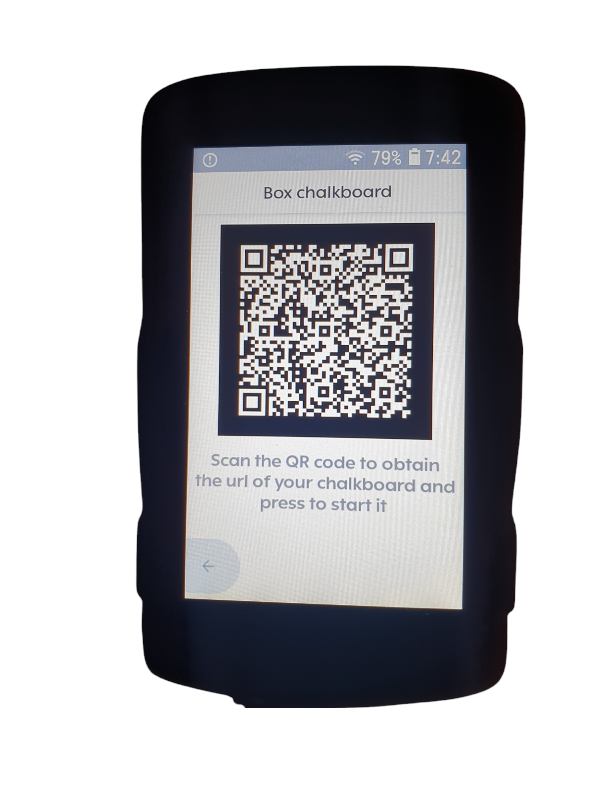 79% 7:42
Box chalkboard
Scan the QR code to obtain
the url of your chalkboard and
press to start it